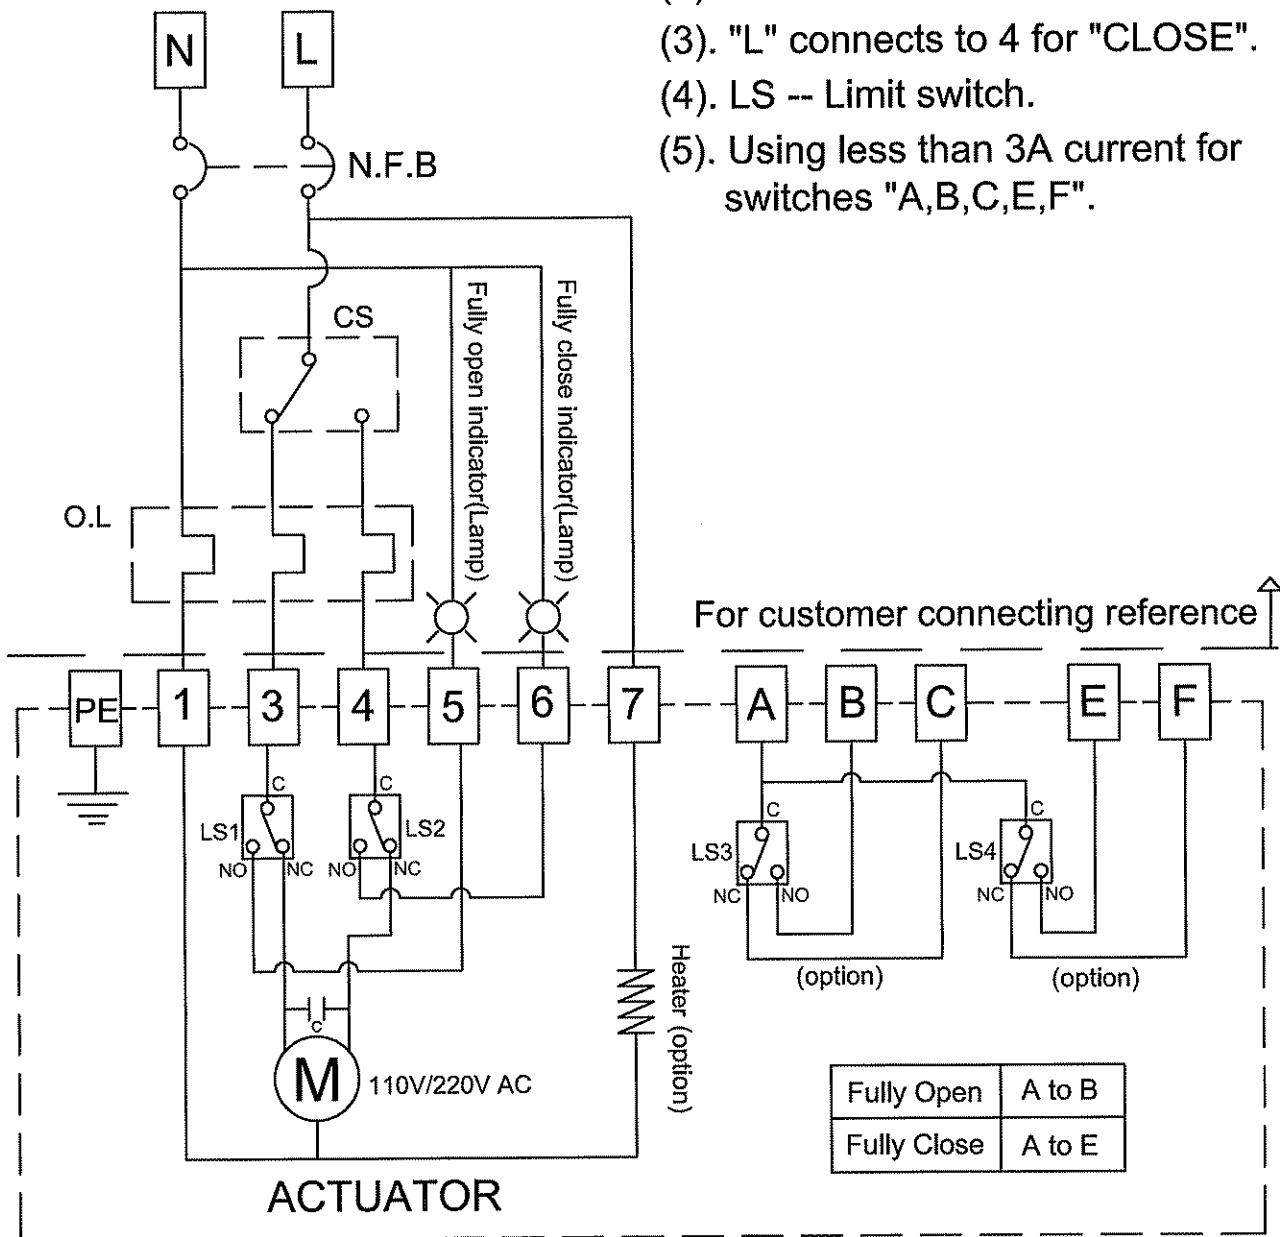 (3). "L" connects to 4 for "CLOSE".
(4). LS -- Limit switch.
(5). Using less than 3A current for
switches "A,B,C,E,F".
N
L
N.F.B
CS
Fully open indicator(Lamp)
Fully close indicator(Lamp)
O.L
For customer connecting reference
PE
1
3
4
5
6
7
A
B
C
E
F
C
LS1
NO
NC
C
LS2
NO
NC
C
LS3
NC
NO
(option)
C
LS4
NC
NO
(option)
Heater (option)
C
M
110V/220V AC
Fully Open A to B
Fully Close A to E
ACTUATOR